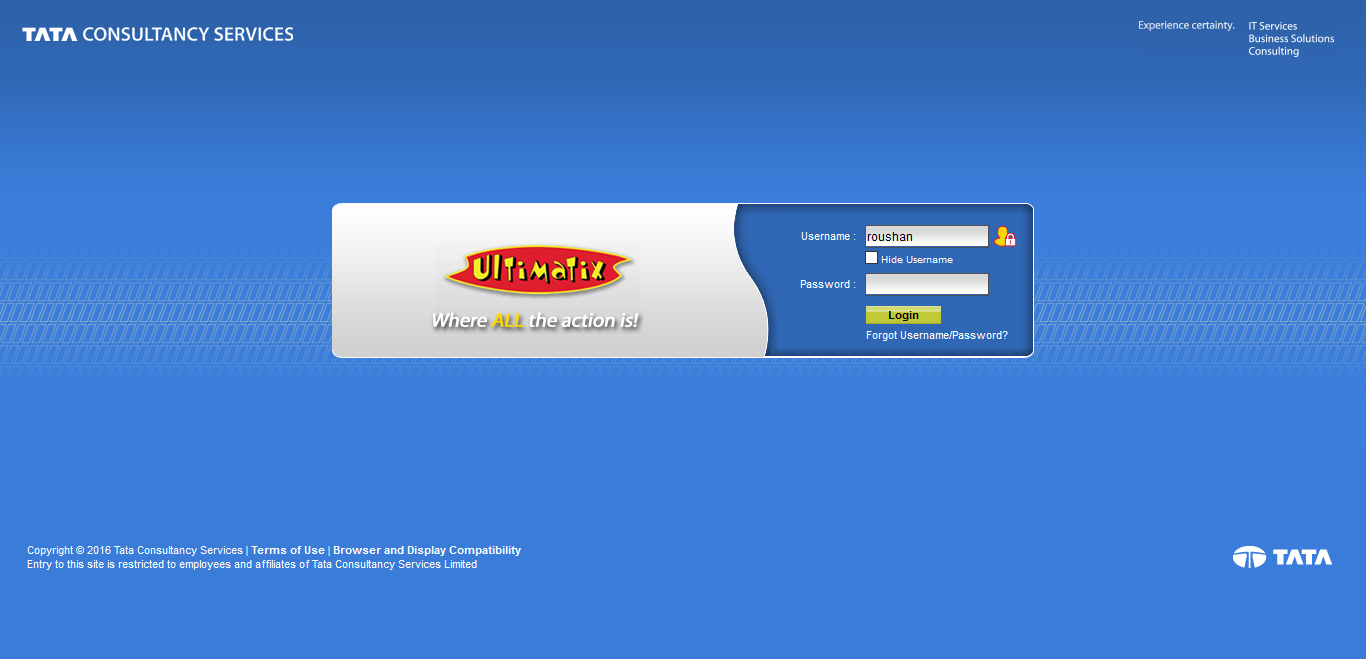 TATA CONSULTANCY SERVICES
Experience certainty.
IT Services
Business Solutions
Consulting
Ultimatix
Where ALL the action is!
Username : roushan
Hide Username
Password :
Login
Forgot Username/Password?
Copyright © 2016 Tata Consultancy Services | Terms of Use | Browser and Display Compatibility
Entry to this site is restricted to employees and affiliates of Tata Consultancy Services Limited
TATA